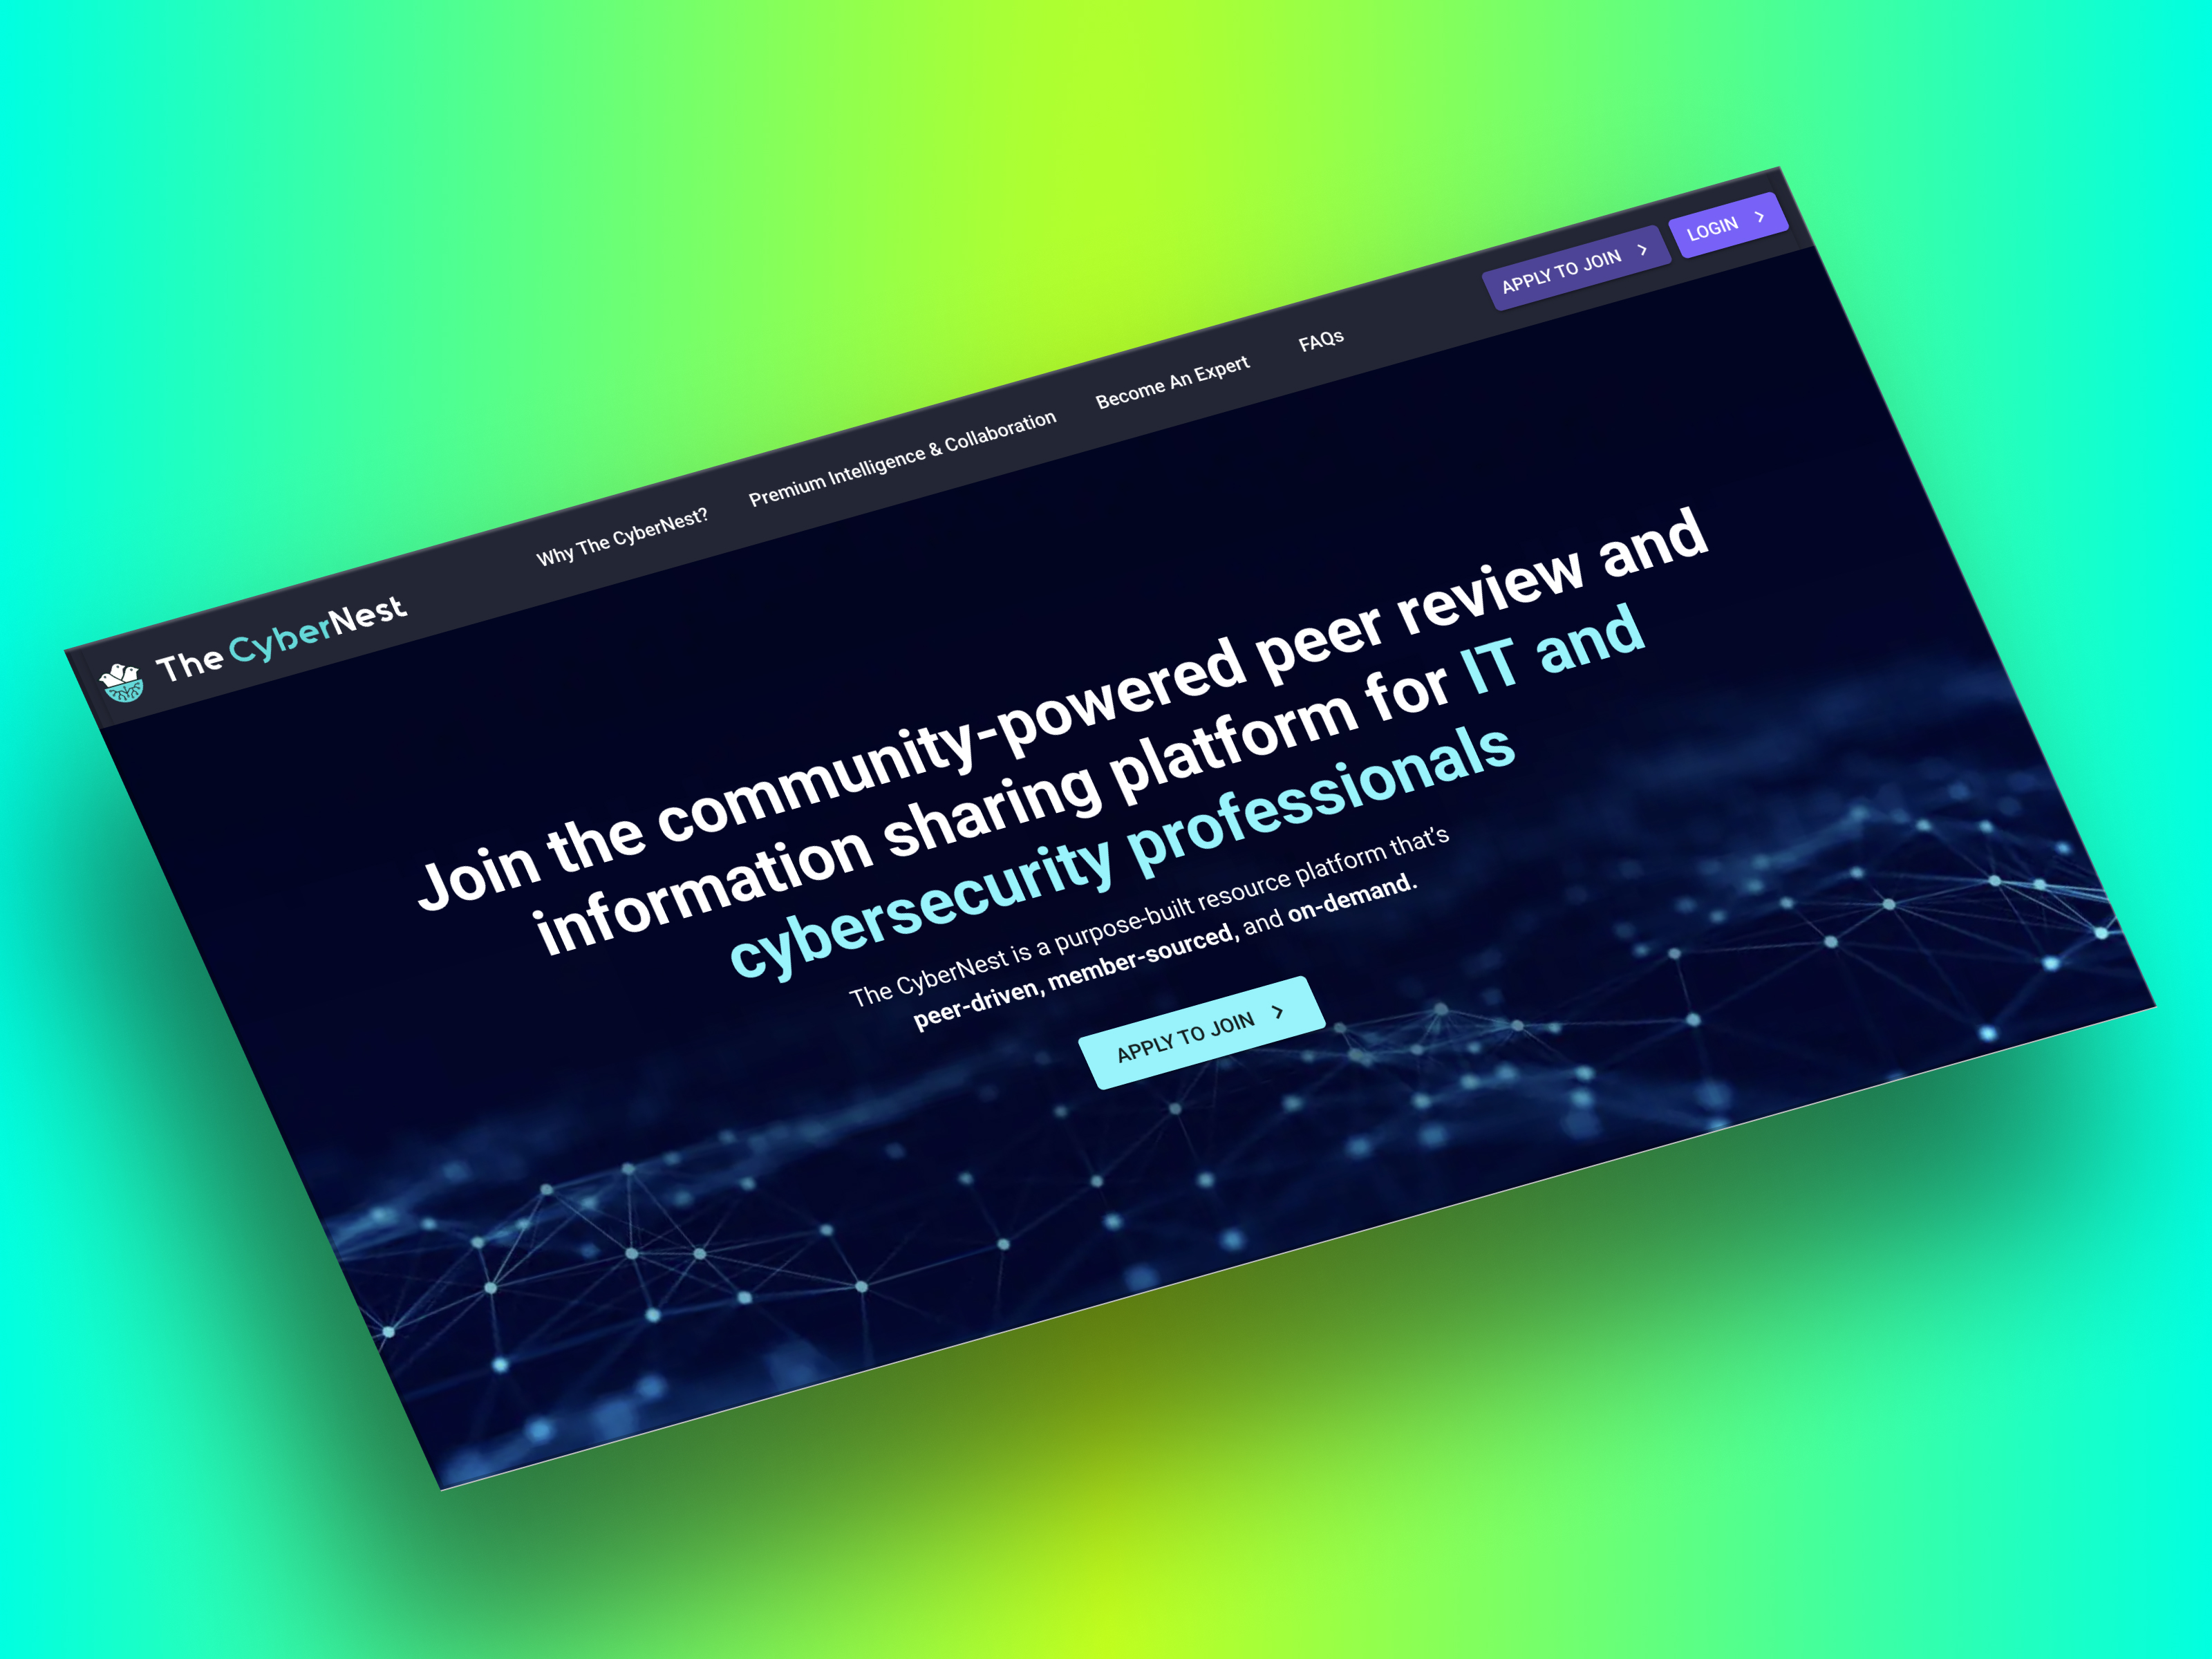 The CyberNest
Why The CyberNest?
Premium Intelligence & Collaboration
Become An Expert
FAQs
APPLY TO JOIN
LOGIN
Join the community-powered peer review and
information sharing platform for IT and
cybersecurity professionals
The CyberNest is a purpose-built resource platform that's
peer-driven, member-sourced, and on-demand.
APPLY TO JOIN